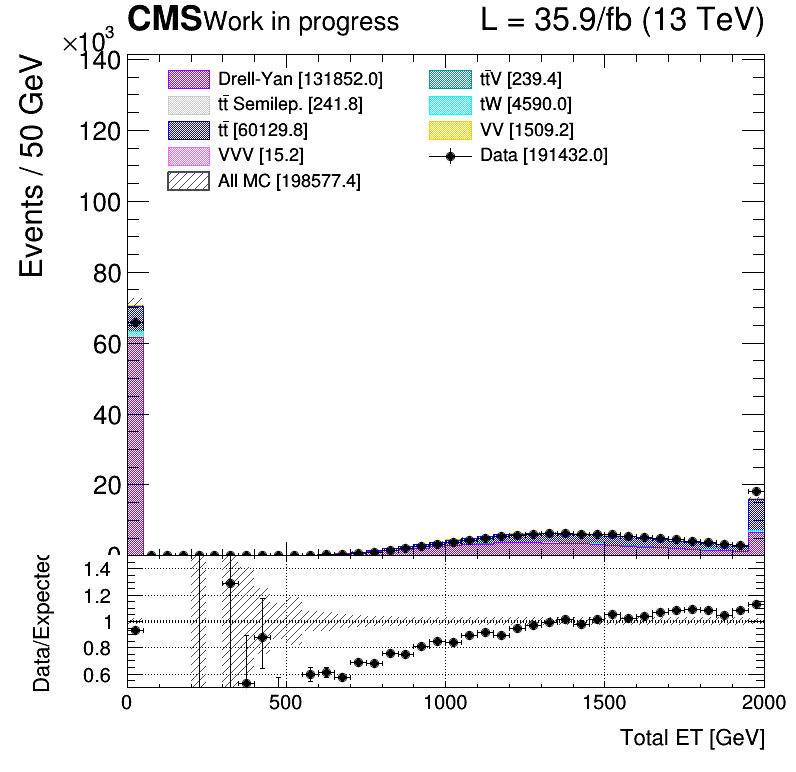 CMS Work in progress L = 35.9/fb (13 TeV)
×10³
Events / 50 GeV
140
120
100
80
60
40
20
0
Drell-Yan [131852.0]
tt̄ Semilep. [241.8]
tt̄ [60129.8]
VVV [15.2]
All MC [198577.4]
tt̄V [239.4]
tW [4590.0]
VV [1509.2]
Data [191432.0]
Data/Expected
1.4
1.2
1
0.8
0.6
0 500 1000 1500 2000
Total ET [GeV]